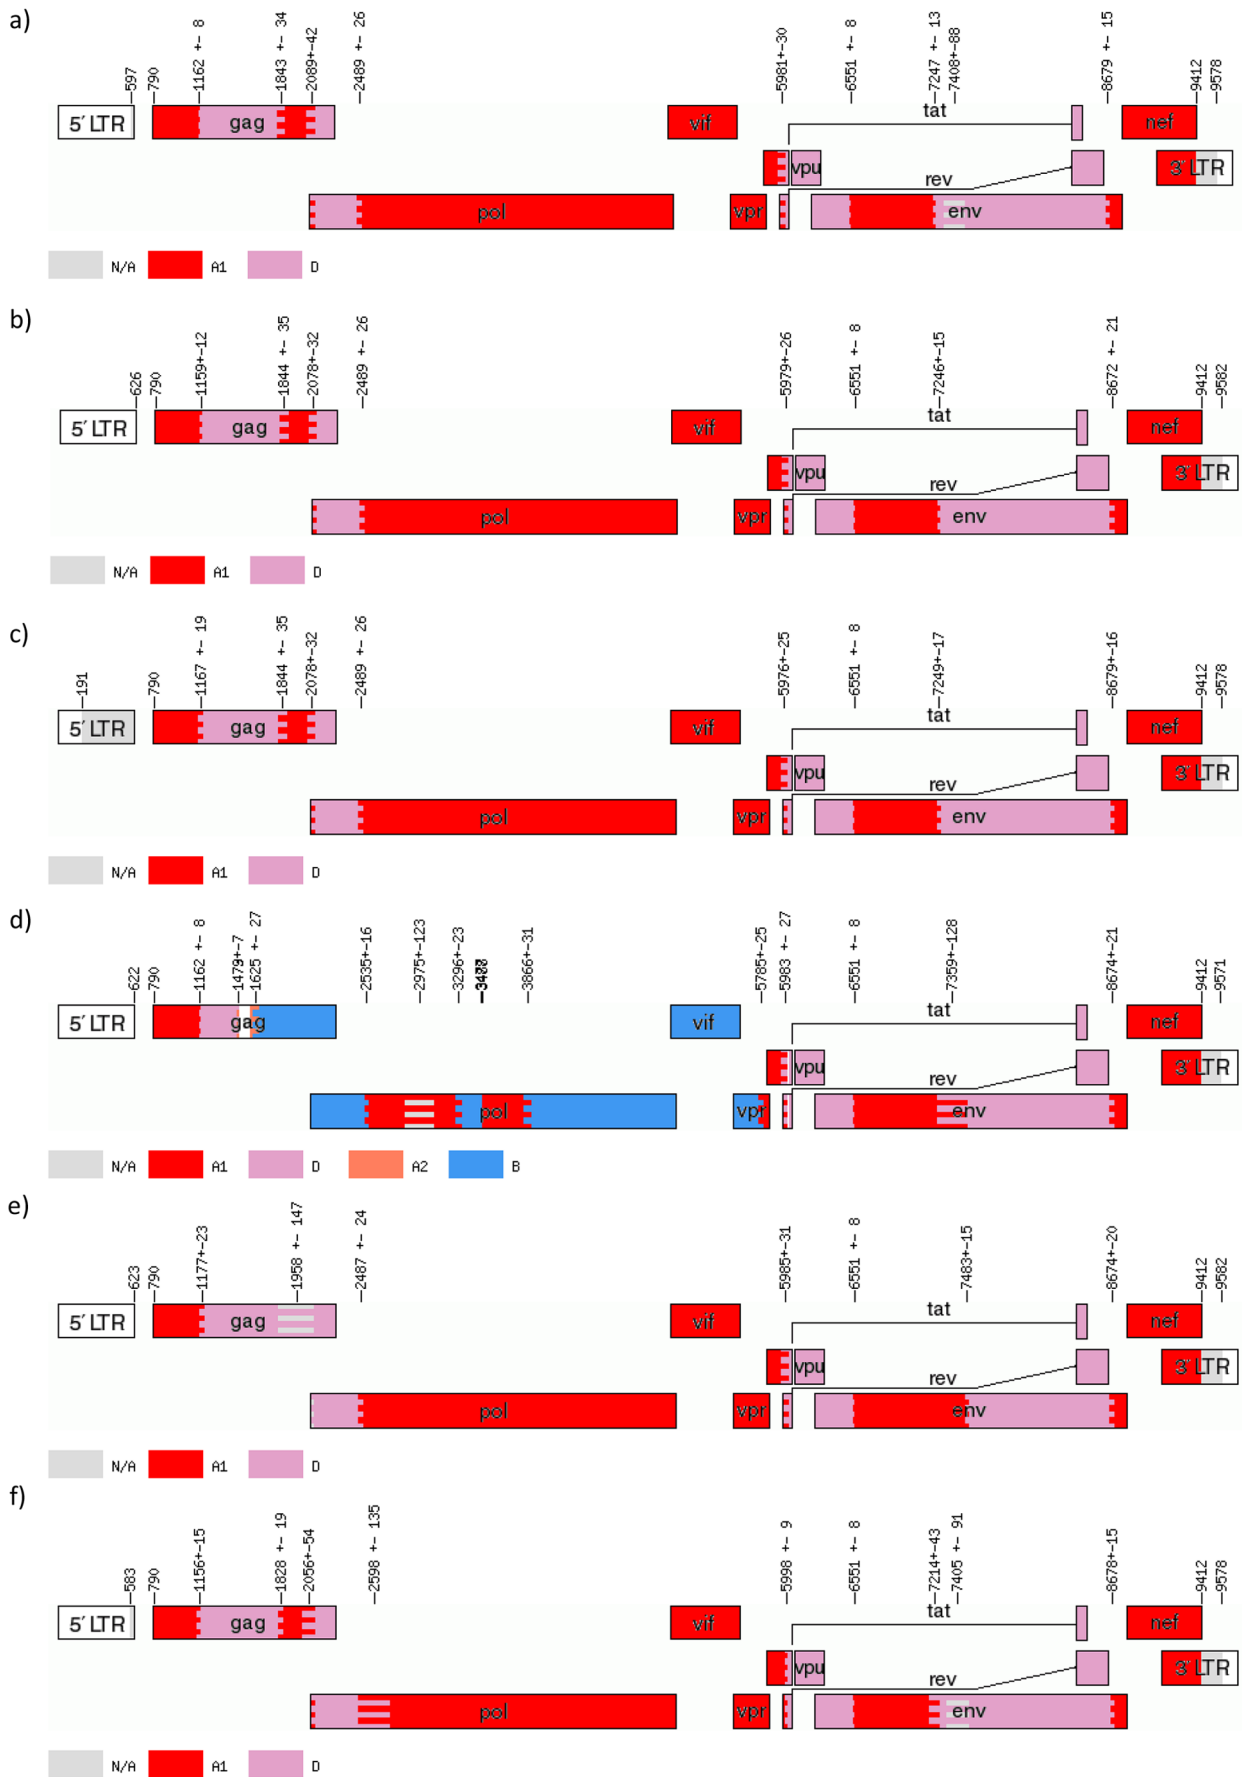 a)
597
790
1162 +- 8
1843 +- 34
2089+-42
2489 +- 26
5981+-30
6551 +- 8
7247 +- 13
7408+-88
8679 +- 15
9412
9578
5′ LTR
gag
vif
tat
nef
vpu
rev
3′ LTR
pol
vpr
env
N/A A1 D
b)
626
790
1159+-12
1844 +- 35
2078+-32
2489 +- 26
5979+-26
6551 +- 8
7246+-15
8672 +- 21
9412
9582
5′ LTR
gag
vif
tat
nef
vpu
rev
3′ LTR
pol
vpr
env
N/A A1 D
c)
191
790
1167 +- 19
1844 +- 35
2078+-32
2489 +- 26
5976+-25
6551 +- 8
7249+-17
8679+-16
9412
9578
5′ LTR
gag
vif
tat
nef
vpu
rev
3′ LTR
pol
vpr
env
N/A A1 D
d)
622
790
1162 +- 8
1479+-7
1625 +- 27
2535+-16
2975+-123
3296+-23
3866+-31
5785+-25
5983 +- 27
6551 +- 8
7359+-128
8674+-21
9412
9571
5′ LTR
gag
vif
tat
nef
vpu
rev
3′ LTR
pol
vpr
env
N/A A1 D A2 B
e)
623
790
1177+-23
1958 +- 147
2487 +- 24
5985+-31
6551 +- 8
7483+-15
8674+-20
9412
9582
5′ LTR
gag
vif
tat
nef
vpu
rev
3′ LTR
pol
vpr
env
N/A A1 D
f)
583
790
1156+-15
1828 +- 19
2056+-54
2598 +- 135
5998 +- 9
6551 +- 8
7214+-43
7405 +- 91
8678+-15
9412
9578
5′ LTR
gag
vif
tat
nef
vpu
rev
3′ LTR
pol
vpr
env
N/A A1 D